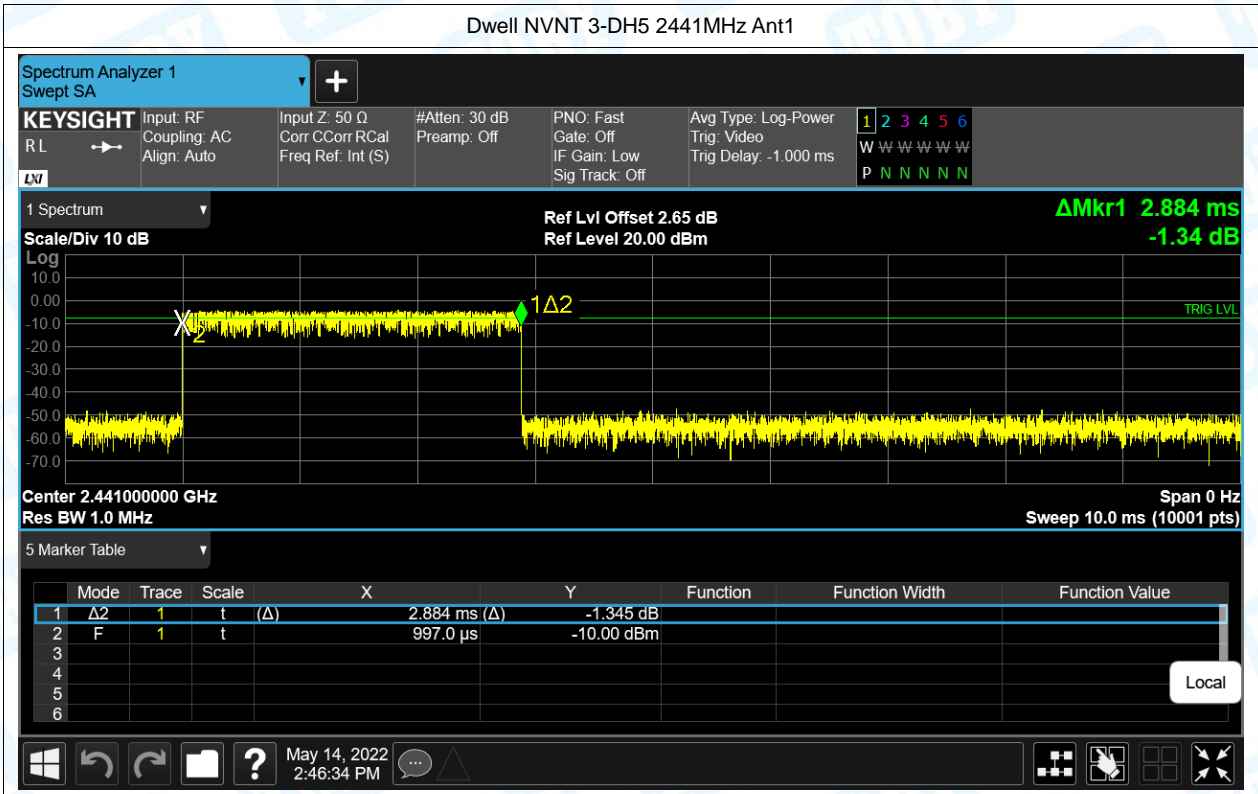 Dwell NVNT 3-DH5 2441MHz Ant1
Spectrum Analyzer 1
Swept SA
KEYSIGHT
R L
LXI
Input: RF
Coupling: AC
Align: Auto
Input Z: 50 Ω
Corr CCorr RCal
Freq Ref: Int (S)
#Atten: 30 dB
Preamp: Off
PNO: Fast
Gate: Off
IF Gain: Low
Sig Track: Off
Avg Type: Log-Power
Trig: Video
Trig Delay: -1.000 ms
1 2 3 4 5 6
W W W W W W
P N N N N N
1 Spectrum
Scale/Div 10 dB
Ref Lvl Offset 2.65 dB
Ref Level 20.00 dBm
ΔMkr1 2.884 ms
-1.34 dB
Log
10.0
0.00
-10.0
-20.0
-30.0
-40.0
-50.0
-60.0
-70.0
1Δ2
2
TRIG LVL
Center 2.441000000 GHz
Span 0 Hz
Res BW 1.0 MHz
Sweep 10.0 ms (10001 pts)
5 Marker Table
Mode Trace Scale X Y Function Function Width Function Value
1 Δ2 1 t (Δ) 2.884 ms (Δ) -1.345 dB
2 F 1 t 997.0 µs -10.00 dBm
3
4
5
6
Local
?
May 14, 2022
2:46:34 PM